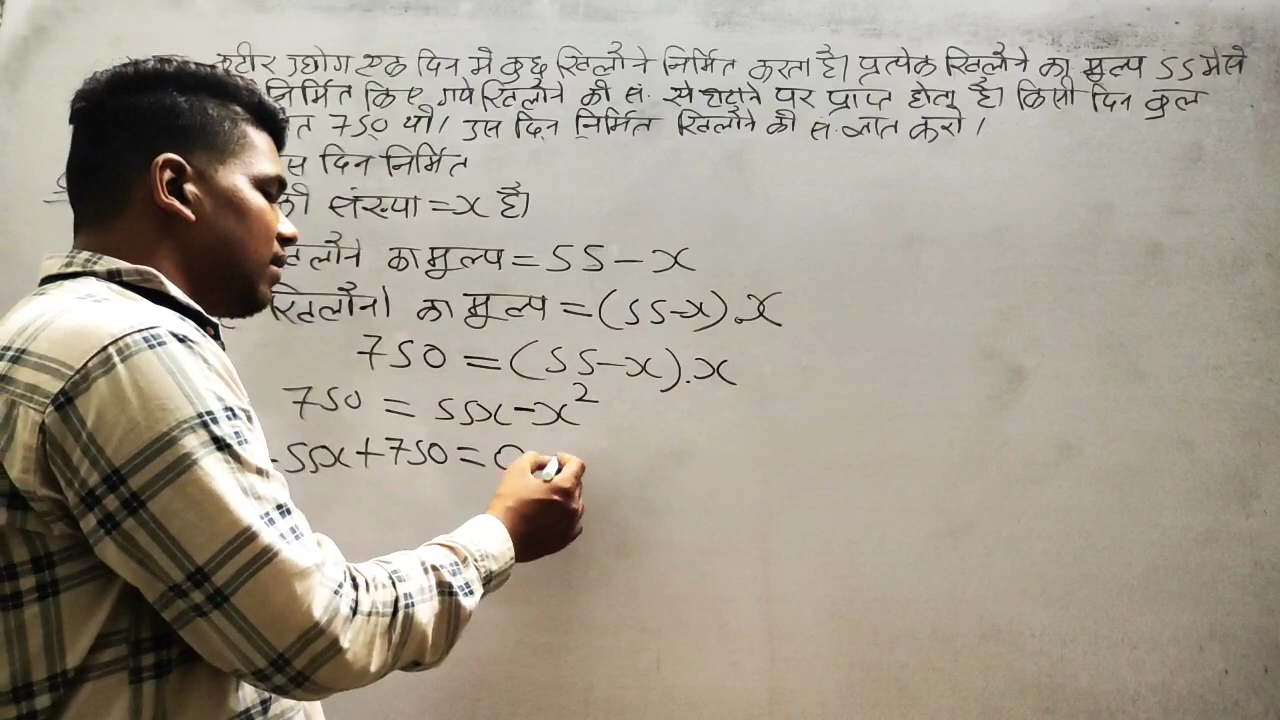 कुटीर उद्योग एक दिन में कुछ खिलौने निर्मित करता है। प्रत्येक खिलौने का मूल्य 55 मेसे
निर्मित किए गये खिलौने की सं. से घटाने पर प्राप्त होता है। किसी दिन कुल
त 750 थी। उस दिन निर्मित खिलौने की सं. ज्ञात करो।
स दिन निर्मित
की संख्या = x है।
खिलौने का मूल्य = 55 - x
खिलौनों का मूल्य = (55-x).x
750 = (55-x).x
750 = 55x - x²
-55x + 750 = 0